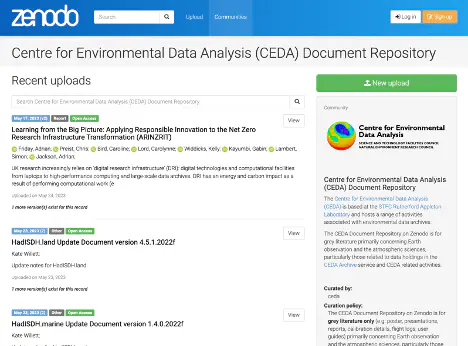 zenodo
Search
Upload
Communities
Log in
Sign up
Centre for Environmental Data Analysis (CEDA) Document Repository
Recent uploads
New upload
Search Centre for Environmental Data Analysis (CEDA) Document Repository
May 17, 2023 (v2) Report Open Access
View
Learning from the Big Picture: Applying Responsible Innovation to the Net Zero
Research Infrastructure Transformation (ARINZRIT)
Friday, Adrian; Preist, Chris; Bird, Caroline; Lord, Carolynne; Widdicks, Kelly; Kayumbi, Gabin; Lambert,
Simon; Jackson, Adrian;
UK research increasingly relies on 'digital research infrastructure' (DRI): digital technologies and computational facilities
from laptops to high-performance computing and large-scale data archives. DRI has an energy and carbon impact as a
result of performing computational work (e
Uploaded on May 24, 2023
1 more version(s) exist for this record
May 23, 2023 Other Open Access
View
HadISDH.land Update Document version 4.5.1.2022f
Kate Willett
Update notes for HadISDH.land
Uploaded on May 23, 2023
1 more version(s) exist for this record
Other Open Access
View
HadISDH.marine Update Document version 1.4.0.2022f
Kate Willett;
Community
Centre for Environmental
Data Analysis
SCIENCE AND TECHNOLOGY FACILITIES COUNCIL
NATURAL ENVIRONMENT RESEARCH COUNCIL
Centre for Environmental Data Analysis
(CEDA) Document Repository
The Centre for Environmental Data Analysis
(CEDA) is based at the STFC Rutherford Appleton
Laboratory and hosts a range of activities
associated with environmental data archives.
The CEDA Document Repository on Zenodo is for
grey literature primarily concerning Earth
observation and the atmospheric sciences,
particularly those related to data holdings in the
CEDA Archive service and CEDA related activities.
Curated by:
ceda
Curation policy:
The CEDA Document Repository on Zenodo is for
grey literature only (e.g. poster, presentations,
reports, calibration details, flight logs, user
guides) primarily concerning Earth observation
and the atmospheric sciences, particularly those